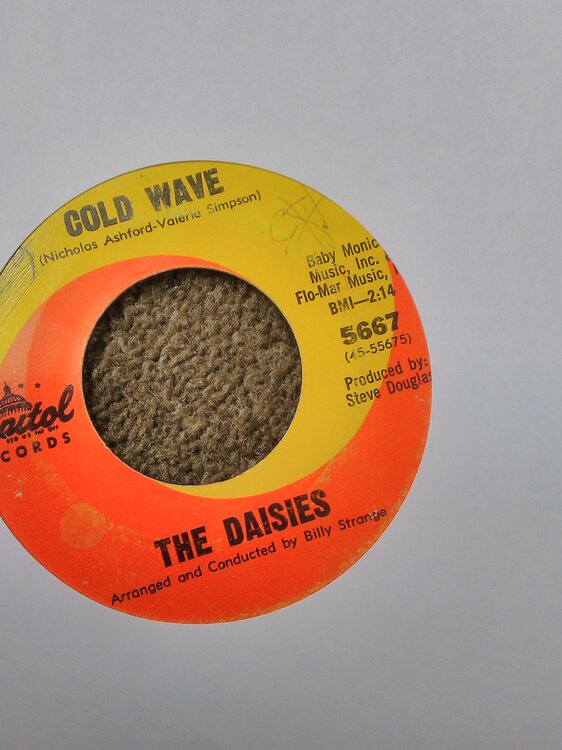 COLD WAVE
(Nicholas Ashford-Valerie Simpson)
Baby Monic
Music, Inc. &
Flo-Mar Music, I
BMI—2:14
5667
(45-55675)
Produced by:
Steve Douglas
apitol
CORDS
THE DAISIES
Arranged and Conducted by Billy Strange